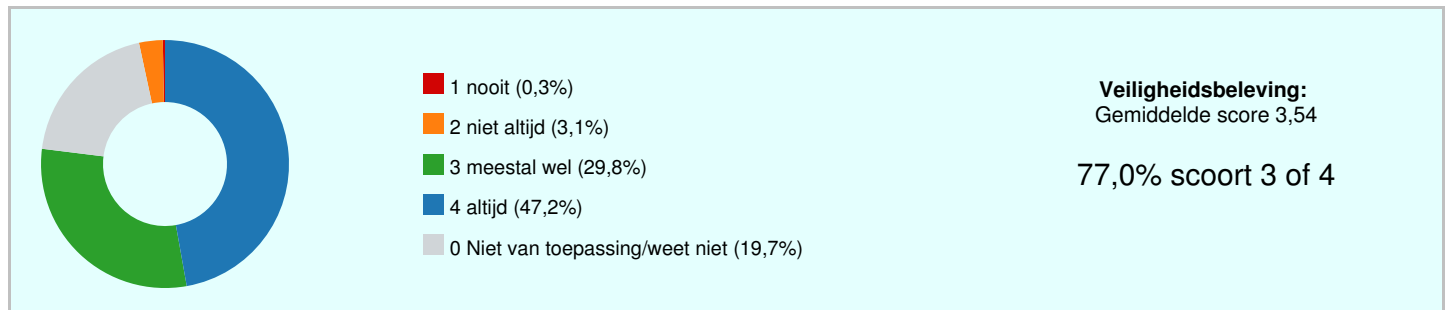 1 nooit (0,3%)
2 niet altijd (3,1%)
3 meestal wel (29,8%)
4 altijd (47,2%)
0 Niet van toepassing/weet niet (19,7%)
Veiligheidsbeleving:
Gemiddelde score 3,54
77,0% scoort 3 of 4